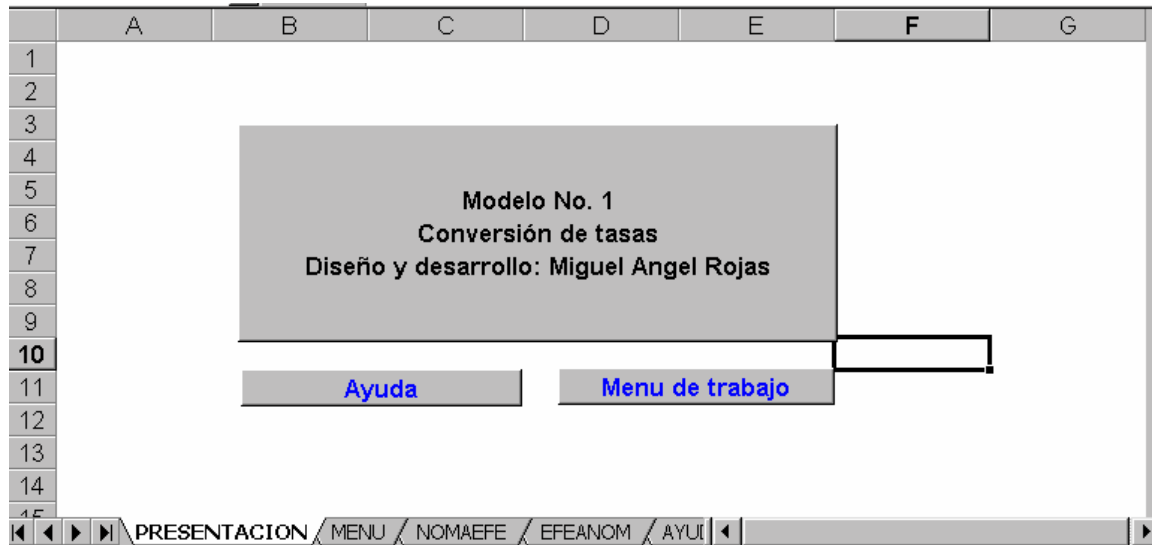 A B C D E F G
1
2
3
4
5
6
7
8
9
10
11
12
13
14
Modelo No. 1
Conversión de tasas
Diseño y desarrollo: Miguel Angel Rojas
Ayuda Menu de trabajo
PRESENTACION MENU NOMAEFE EFEANOM